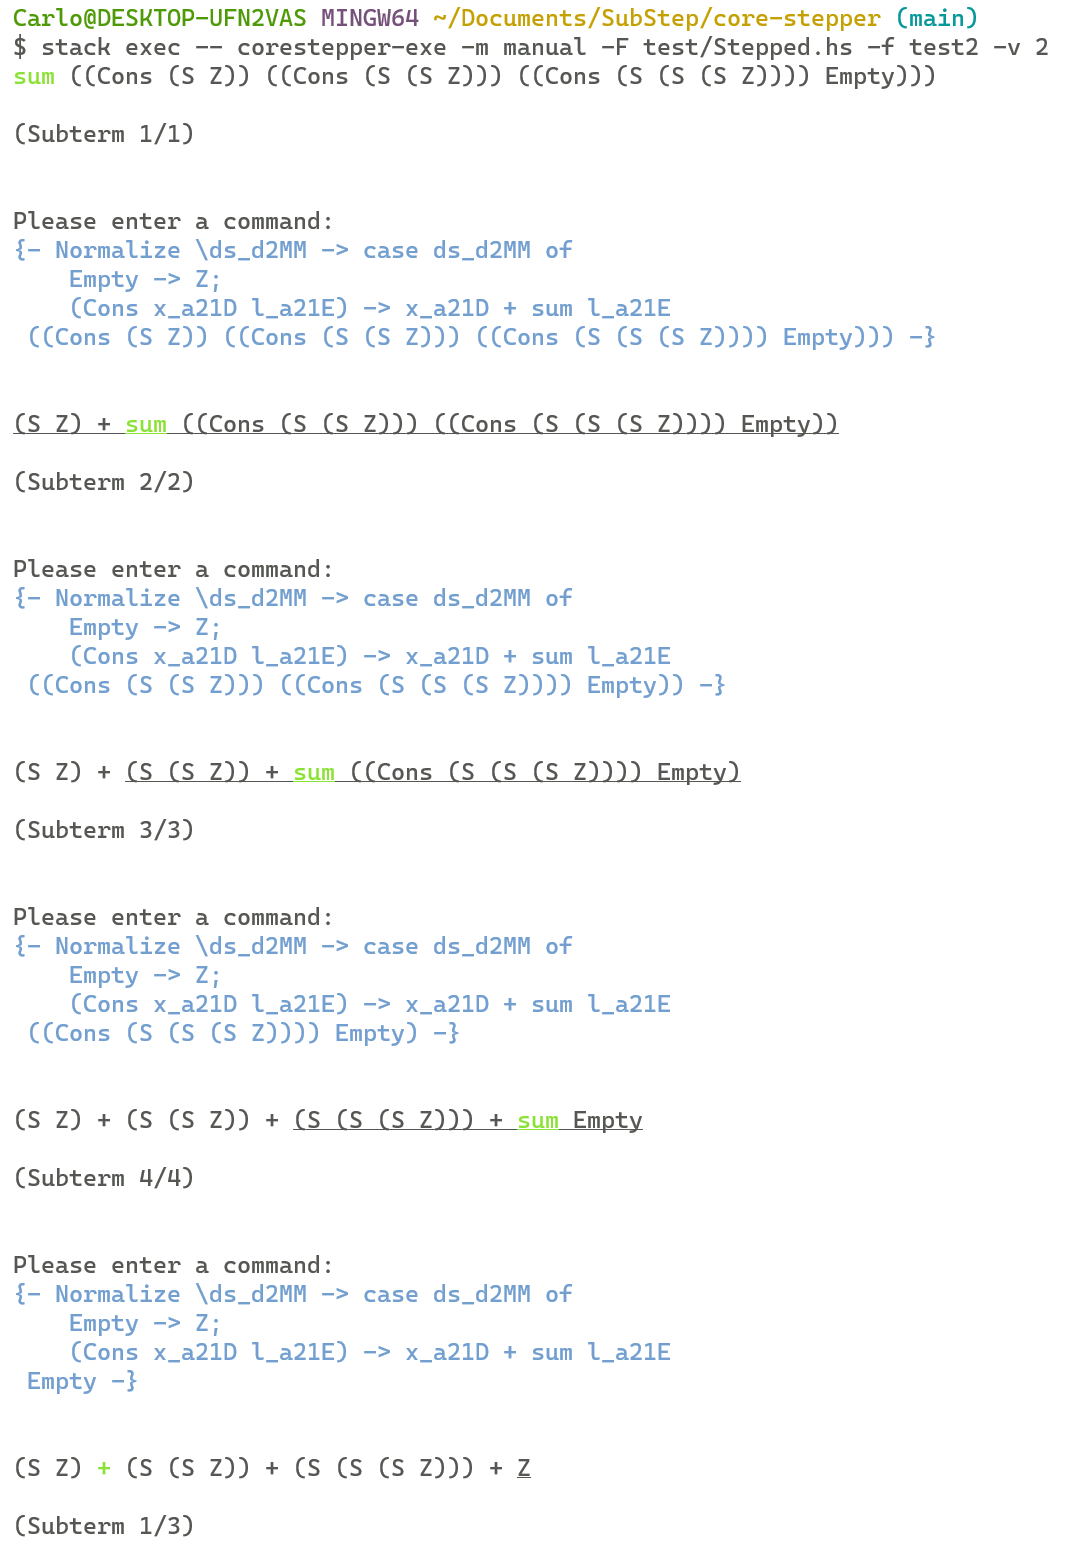 Carlo@DESKTOP-UFN2VAS MINGW64 ~/Documents/SubStep/core-stepper (main)
$ stack exec -- corestepper-exe -m manual -F test/Stepped.hs -f test2 -v 2
sum ((Cons (S Z)) ((Cons (S (S Z))) ((Cons (S (S (S Z)))) Empty)))
(Subterm 1/1)
Please enter a command:
{- Normalize \ds_d2MM -> case ds_d2MM of
    Empty -> Z;
    (Cons x_a21D l_a21E) -> x_a21D + sum l_a21E
 ((Cons (S Z)) ((Cons (S (S Z))) ((Cons (S (S (S Z)))) Empty))) -}
(S Z) + sum ((Cons (S (S Z))) ((Cons (S (S (S Z)))) Empty))
(Subterm 2/2)
Please enter a command:
{- Normalize \ds_d2MM -> case ds_d2MM of
    Empty -> Z;
    (Cons x_a21D l_a21E) -> x_a21D + sum l_a21E
 ((Cons (S (S Z))) ((Cons (S (S (S Z)))) Empty)) -}
(S Z) + (S (S Z)) + sum ((Cons (S (S (S Z)))) Empty)
(Subterm 3/3)
Please enter a command:
{- Normalize \ds_d2MM -> case ds_d2MM of
    Empty -> Z;
    (Cons x_a21D l_a21E) -> x_a21D + sum l_a21E
 ((Cons (S (S (S Z)))) Empty) -}
(S Z) + (S (S Z)) + (S (S (S Z))) + sum Empty
(Subterm 4/4)
Please enter a command:
{- Normalize \ds_d2MM -> case ds_d2MM of
    Empty -> Z;
    (Cons x_a21D l_a21E) -> x_a21D + sum l_a21E
 Empty -}
(S Z) + (S (S Z)) + (S (S (S Z))) + Z
(Subterm 1/3)